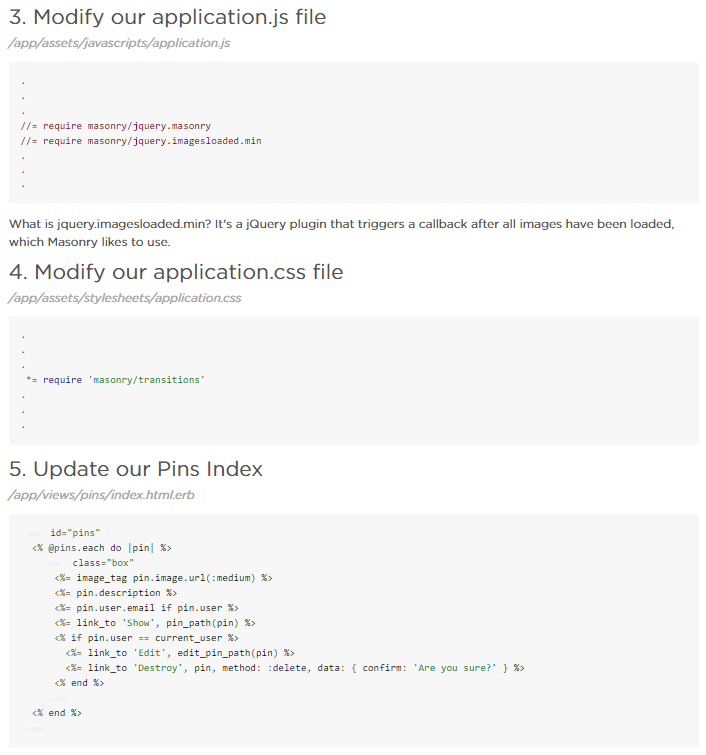 3. Modify our application.js file
/app/assets/javascripts/application.js
.
.
.
//= require masonry/jquery.masonry
//= require masonry/jquery.imagesloaded.min
.
.
.
What is jquery.imagesloaded.min? It's a jQuery plugin that triggers a callback after all images have been loaded,
which Masonry likes to use.
4. Modify our application.css file
/app/assets/stylesheets/application.css
.
.
.
*= require 'masonry/transitions'
.
.
.
5. Update our Pins Index
/app/views/pins/index.html.erb
id="pins"
<% @pins.each do |pin| %>
class="box"
<%= image_tag pin.image.url(:medium) %>
<%= pin.description %>
<%= pin.user.email if pin.user %>
<%= link_to 'Show', pin_path(pin) %>
<% if pin.user == current_user %>
<%= link_to 'Edit', edit_pin_path(pin) %>
<%= link_to 'Destroy', pin, method: :delete, data: { confirm: 'Are you sure?' } %>
<% end %>
<% end %>